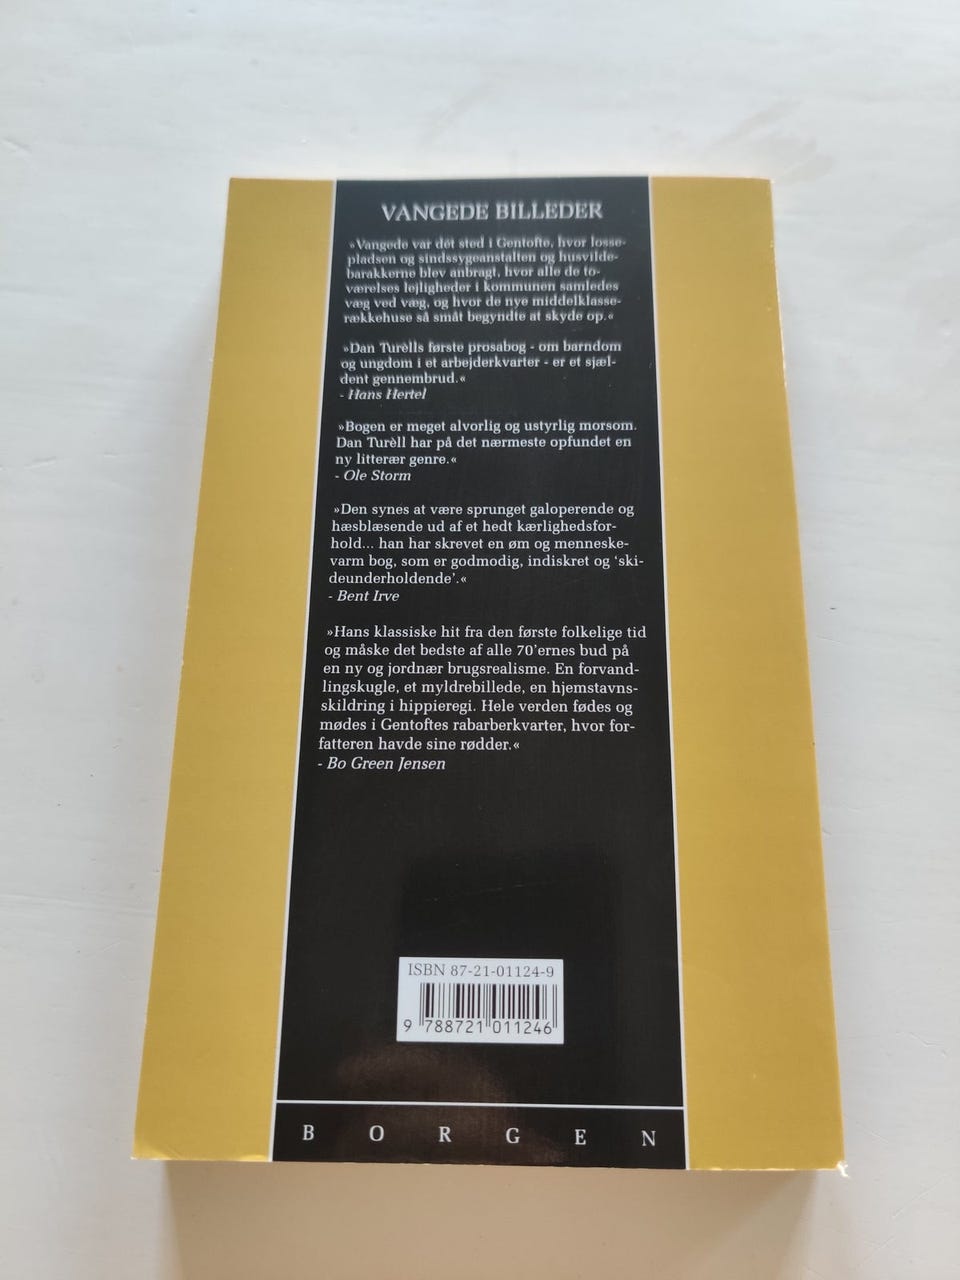 VANGEDE BILLEDER
»Vangede var dét sted i Gentofte, hvor losse-
pladsen og sindssygeanstalten og husvilde-
barakkerne blev anbragt, hvor alle de to-
værelses lejligheder i kommunen samledes
væg ved væg, og hvor de nye middelklasse-
rækkehuse så småt begyndte at skyde op.«
»Dan Turèlls første prosabog - om barndom
og ungdom i et arbejderkvarter - er et sjæl-
dent gennembrud.«
- Hans Hertel
»Bogen er meget alvorlig og ustyrlig morsom.
Dan Turèll har på det nærmeste opfundet en
ny litterær genre.«
- Ole Storm
»Den synes at være sprunget galoperende og
hæsblæsende ud af et hedt kærlighedsfor-
hold... han har skrevet en øm og menneske-
varm bog, som er godmodig, indiskret og 'ski-
deunderholdende'.«
- Bent Irve
»Hans klassiske hit fra den første folkelige tid
og måske det bedste af alle 70'ernes bud på
en ny og jordnær brugsrealisme. En forvand-
lingskugle, et myldrebillede, en hjemstavns-
skildring i hippieregi. Hele verden fødes og
mødes i Gentoftes rabarberkvarter, hvor for-
fatteren havde sine rødder.«
- Bo Green Jensen
ISBN 87-21-01124-9
9 788721 011246
B O R G E N